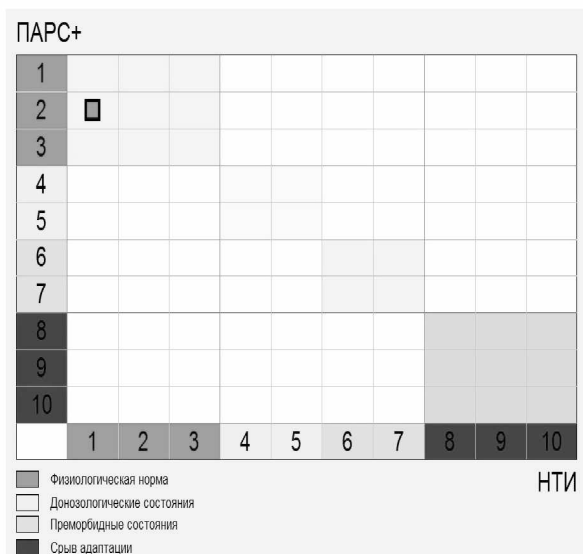 ПАРС+
1
2
3
4
5
6
7
8
9
10
1 2 3 4 5 6 7 8 9 10
НТИ
Физиологическая норма
Донозологические состояния
Преморбидные состояния
Срыв адаптации